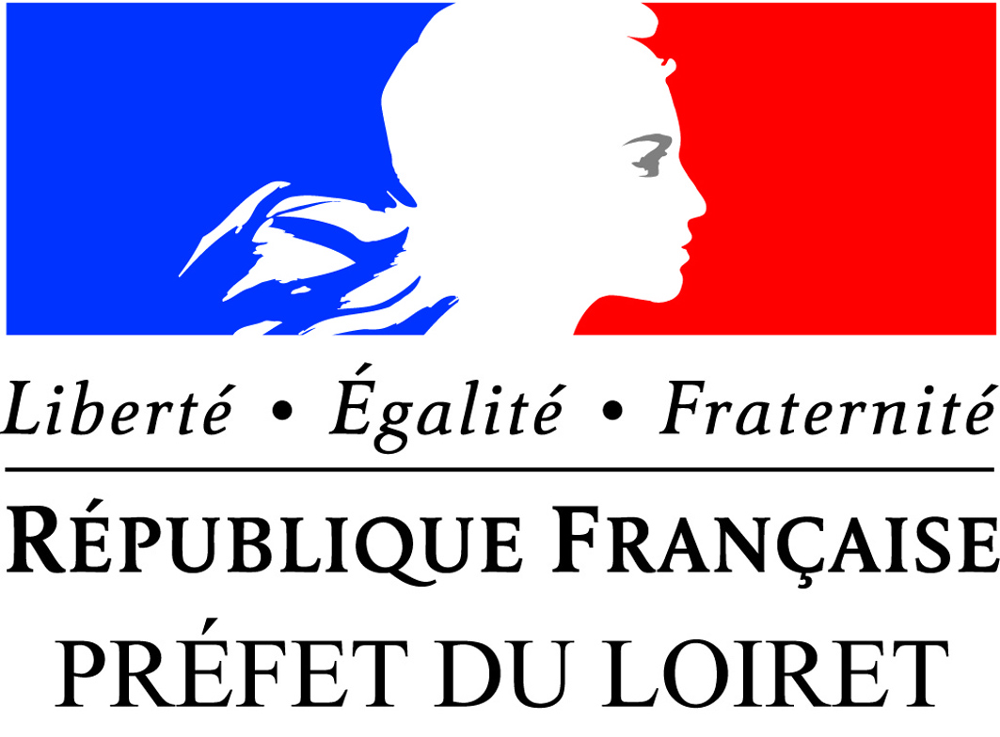 Liberté • Égalité • Fraternité
RÉPUBLIQUE FRANÇAISE
PRÉFET DU LOIRET